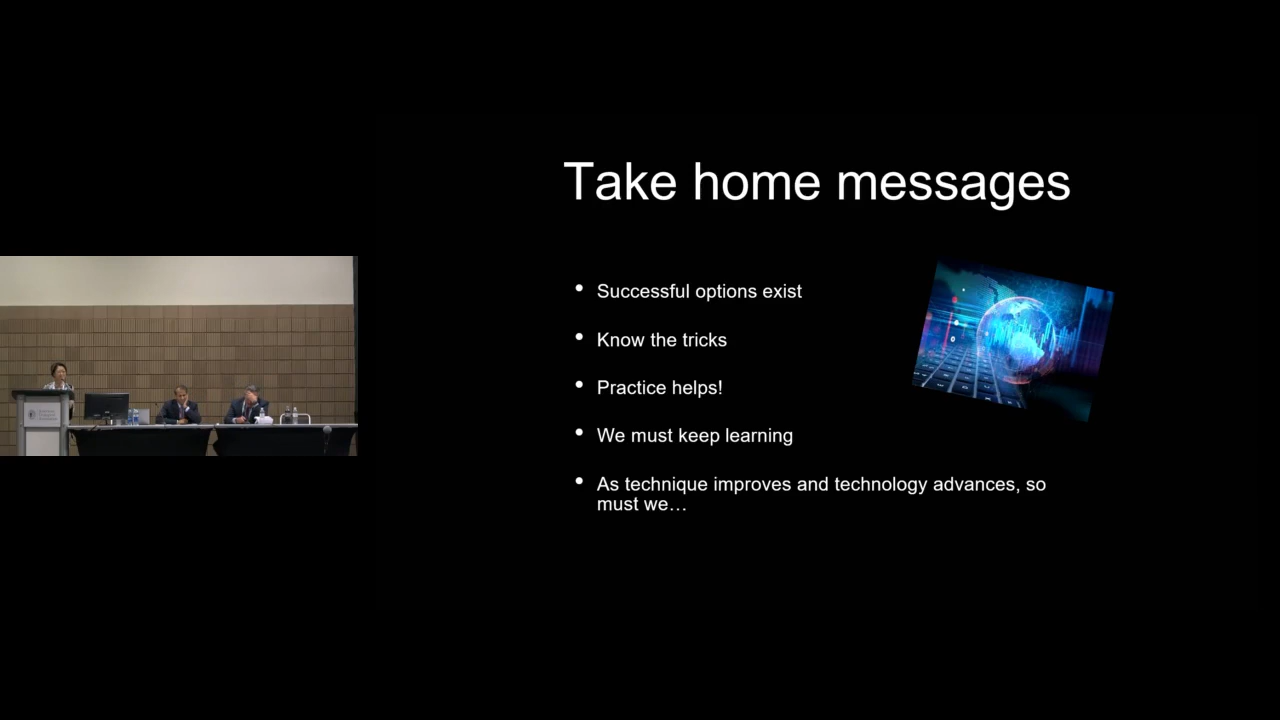 Take home messages
• Successful options exist
• Know the tricks
• Practice helps!
• We must keep learning
• As technique improves and technology advances, so
must we…